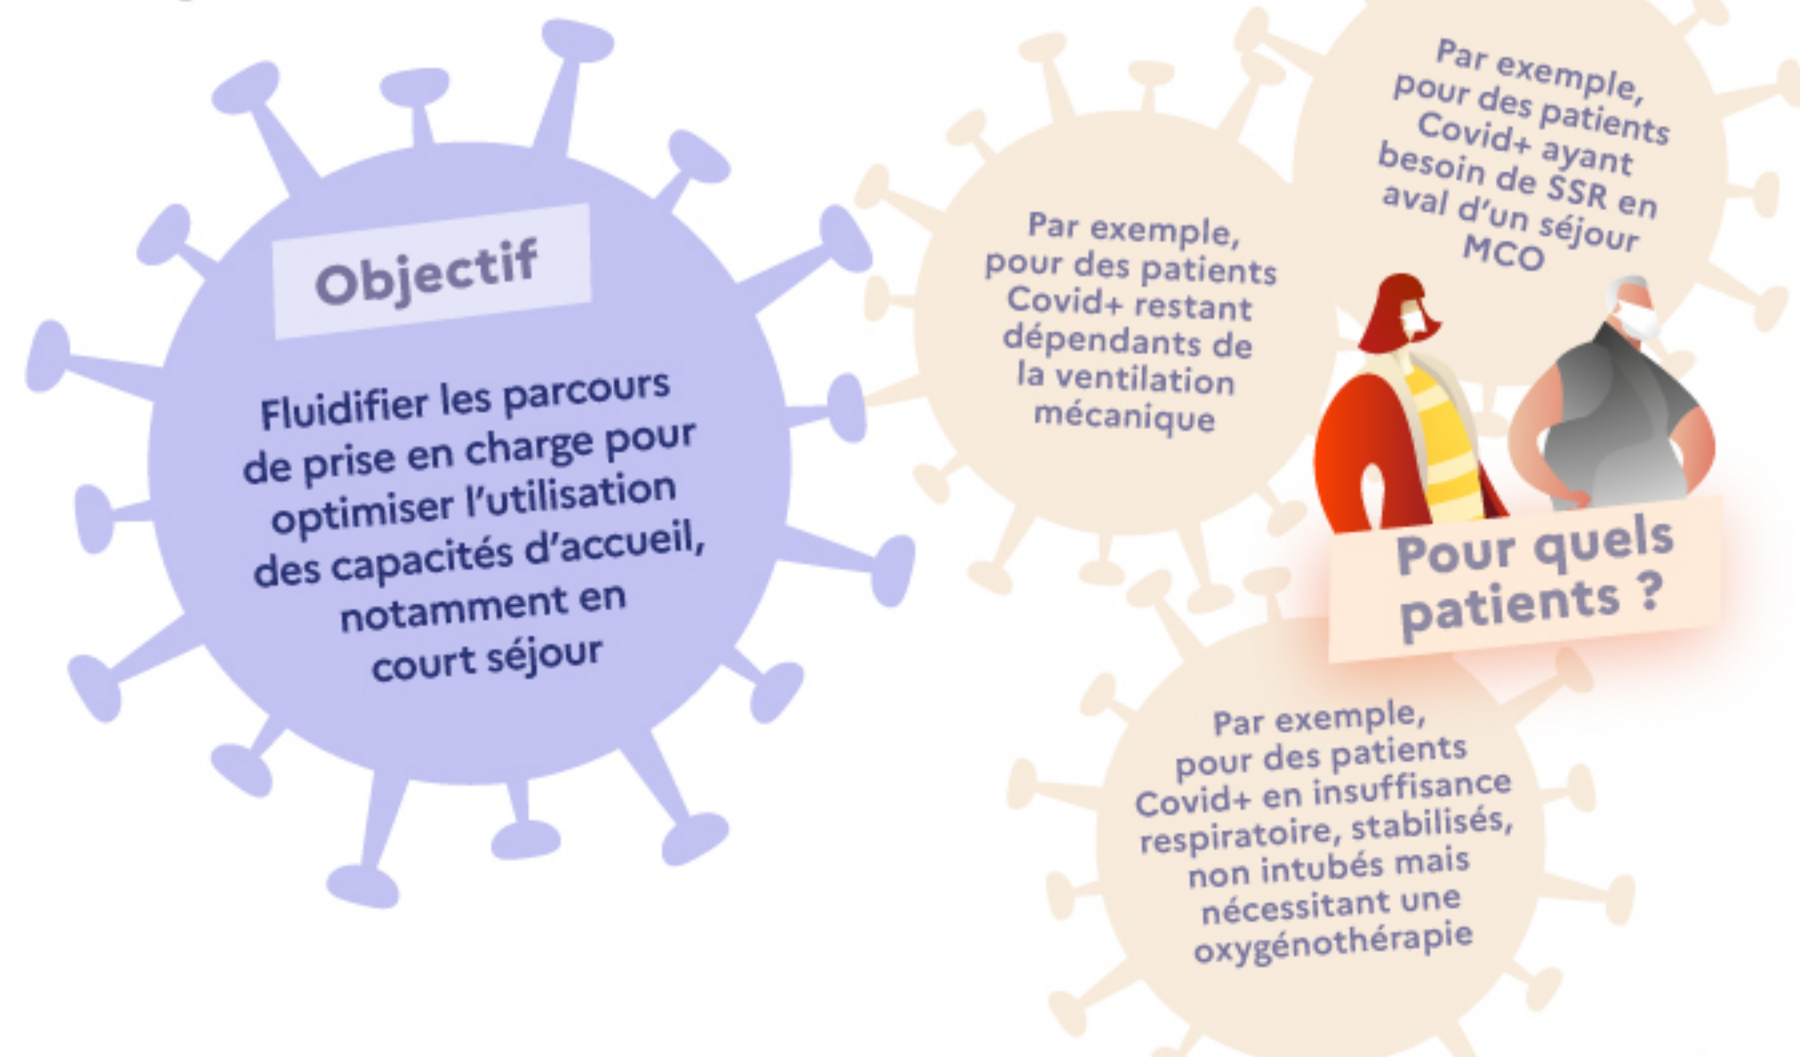 Objectif
Fluidifier les parcours
de prise en charge pour
optimiser l'utilisation
des capacités d'accueil,
notamment en
court séjour
Par exemple,
pour des patients
Covid+ restant
dépendants de
la ventilation
mécanique
Par exemple,
pour des patients
Covid+ ayant
besoin de SSR en
aval d'un séjour
MCO
Pour quels
patients ?
Par exemple,
pour des patients
Covid+ en insuffisance
respiratoire, stabilisés,
non intubés mais
nécessitant une
oxygénothérapie